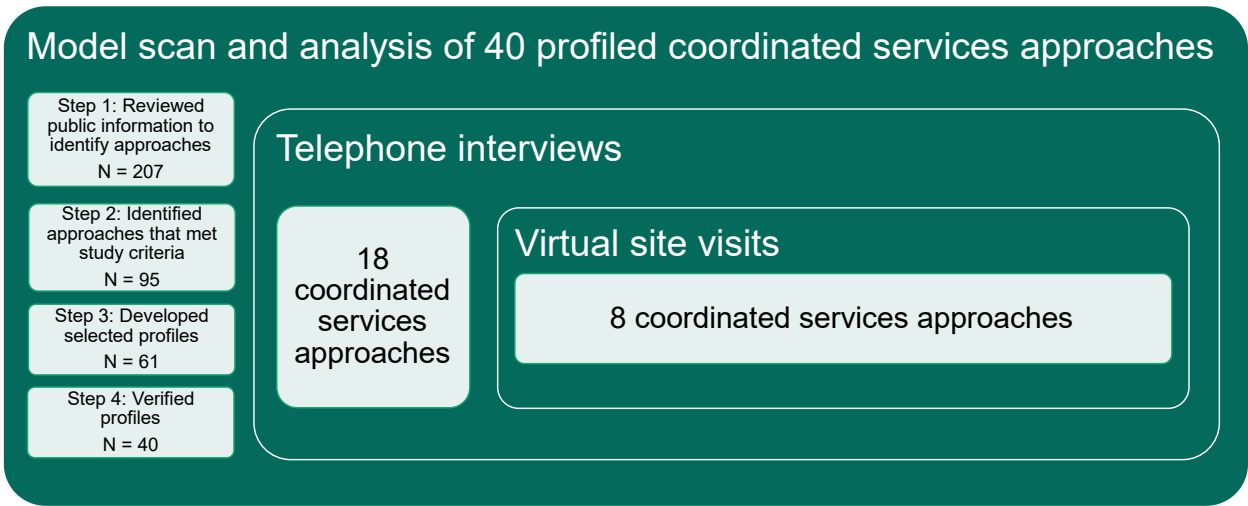 Model scan and analysis of 40 profiled coordinated services approaches
Step 1: Reviewed
public information to
identify approaches
N = 207
Step 2: Identified
approaches that met
study criteria
N = 95
Step 3: Developed
selected profiles
N = 61
Step 4: Verified
profiles
N = 40
Telephone interviews
18
coordinated
services
approaches
Virtual site visits
8 coordinated services approaches